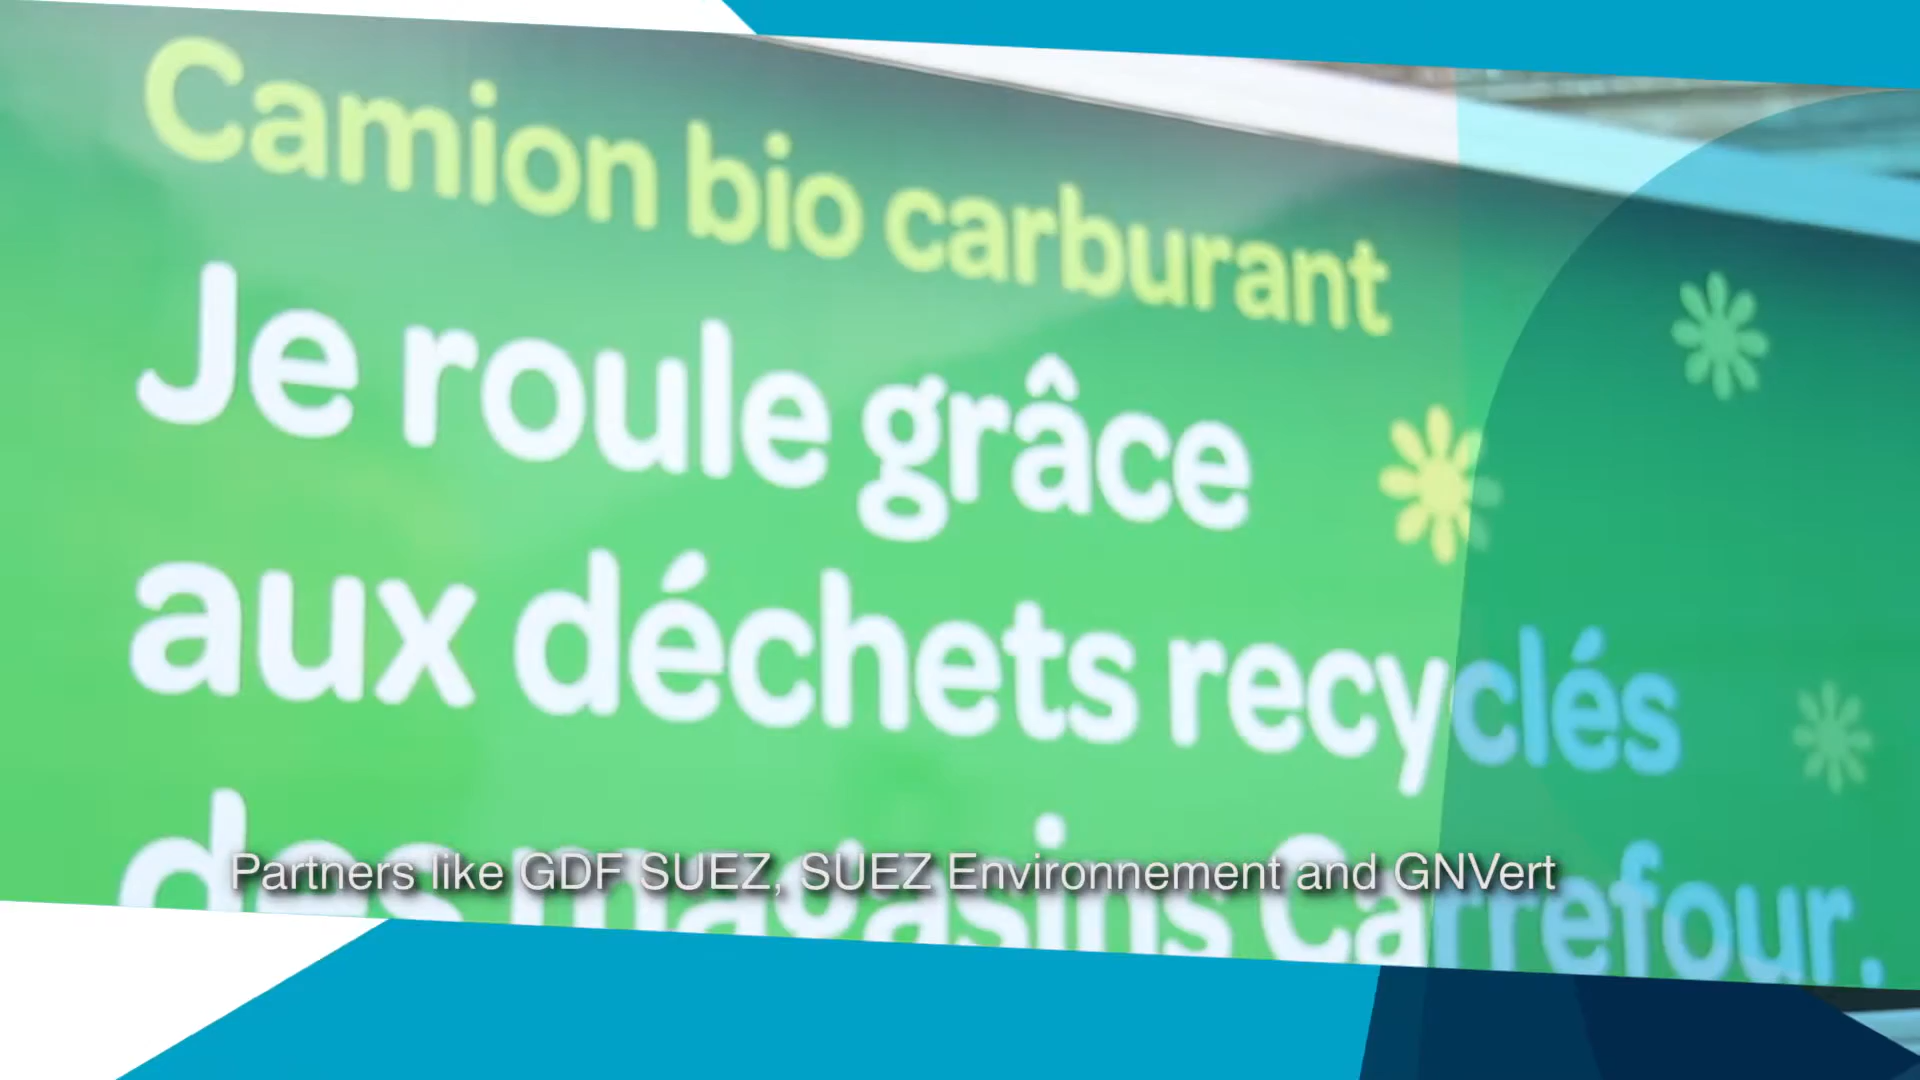 Camion bio carburant
Je roule grâce
aux déchets recyclés
des magasins Carrefour.
Partners like GDF SUEZ, SUEZ Environnement and GNVert